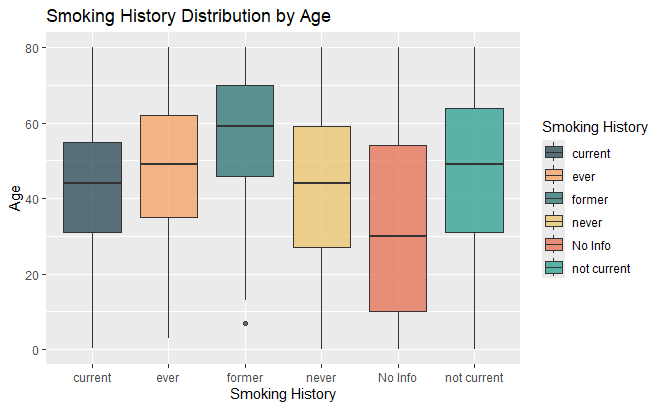 Smoking History Distribution by Age
80
60
40
20
0
Age
current
ever
former
never
No Info
not current
Smoking History
Smoking History
current
ever
former
never
No Info
not current